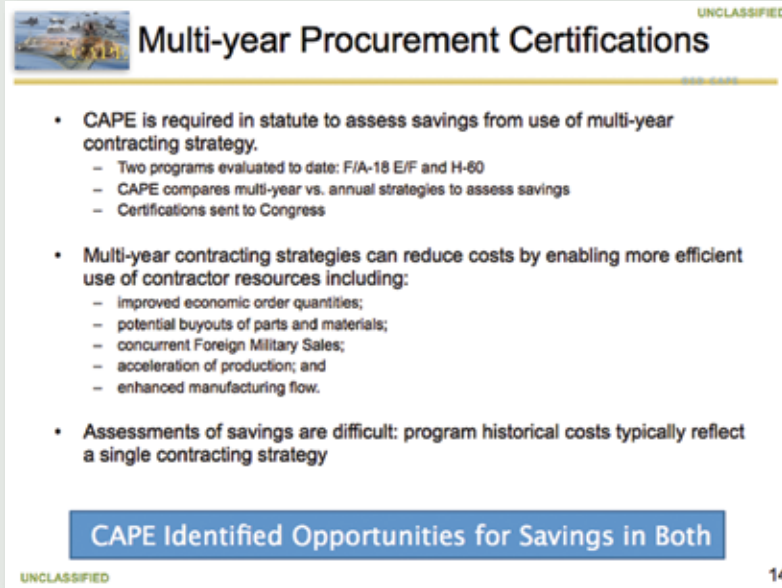 UNCLASSIFIED
CAPE
Multi-year Procurement Certifications
OSD CAPE
• CAPE is required in statute to assess savings from use of multi-year
contracting strategy.
– Two programs evaluated to date: F/A-18 E/F and H-60
– CAPE compares multi-year vs. annual strategies to assess savings
– Certifications sent to Congress
• Multi-year contracting strategies can reduce costs by enabling more efficient
use of contractor resources including:
– improved economic order quantities;
– potential buyouts of parts and materials;
– concurrent Foreign Military Sales;
– acceleration of production; and
– enhanced manufacturing flow.
• Assessments of savings are difficult: program historical costs typically reflect
a single contracting strategy
CAPE Identified Opportunities for Savings in Both
UNCLASSIFIED
14